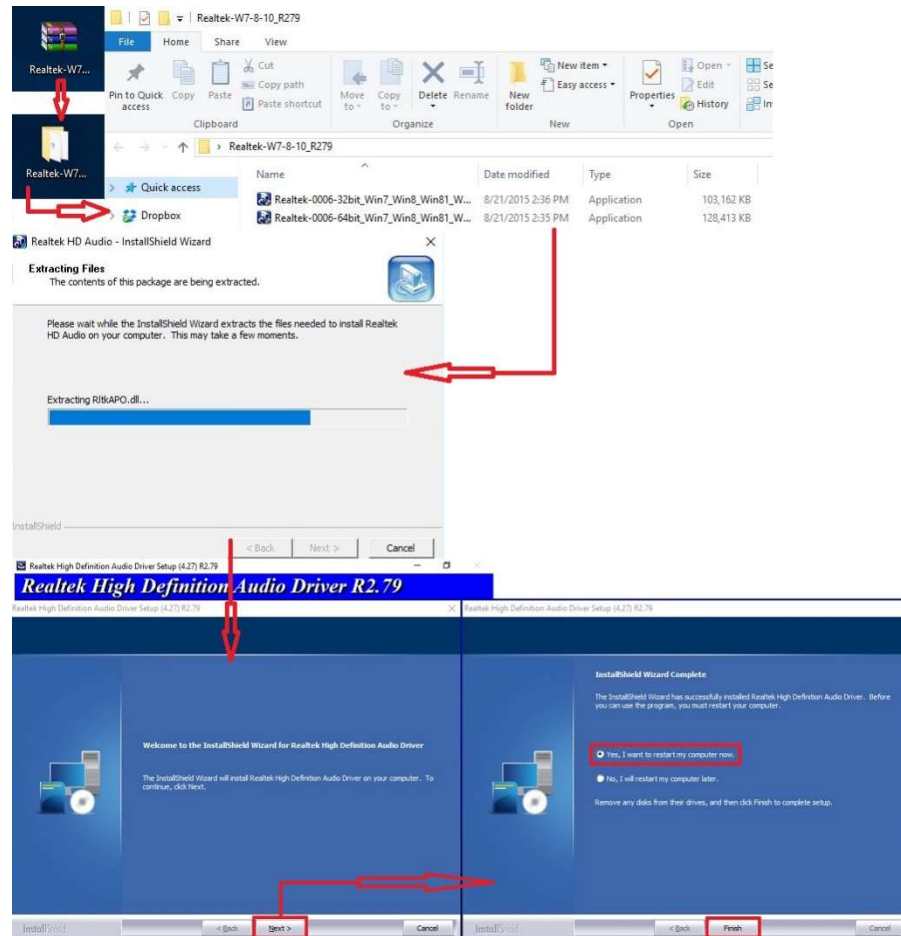 Realtek-W7-8-10_R279
Realtek-W7...
File Home Share View
Pin to Quick access
Copy
Paste
Cut
Copy path
Paste shortcut
Move to
Copy to
Delete
Rename
New folder
New item
Easy access
Properties
Open
Edit
History
Se
Se
In
Clipboard
Organize
New
Open
Realtek-W7-8-10_R279
Realtek-W7...
Name Date modified Type Size
Quick access
Realtek-0006-32bit_Win7_Win8_Win81_W... 8/21/2015 2:36 PM Application 103,162 KB
Dropbox
Realtek-0006-64bit_Win7_Win8_Win81_W... 8/21/2015 2:35 PM Application 128,413 KB
Realtek HD Audio - InstallShield Wizard
Extracting Files
The contents of this package are being extracted.
Please wait while the InstallShield Wizard extracts the files needed to install Realtek
HD Audio on your computer. This may take a few moments.
Extracting RltkAPO.dll...
InstallShield
< Back Next > Cancel
Realtek High Definition Audio Driver Setup (4.27) R2.79
Realtek High Definition Audio Driver R2.79
Realtek High Definition Audio Driver Setup (4.27) R2.79
Welcome to the InstallShield Wizard for Realtek High Definition Audio Driver
The InstallShield Wizard will install Realtek High Definition Audio Driver on your computer. To
continue, click Next.
InstallShield
< Back Next > Cancel
Realtek High Definition Audio Driver Setup (4.27) R2.79
InstallShield Wizard Complete
The InstallShield Wizard has successfully installed Realtek High Definition Audio Driver. Before
you can use the program, you must restart your computer.
Yes, I want to restart my computer now.
No, I will restart my computer later.
Remove any disks from their drives, and then click Finish to complete setup.
InstallShield
< Back Finish Cancel